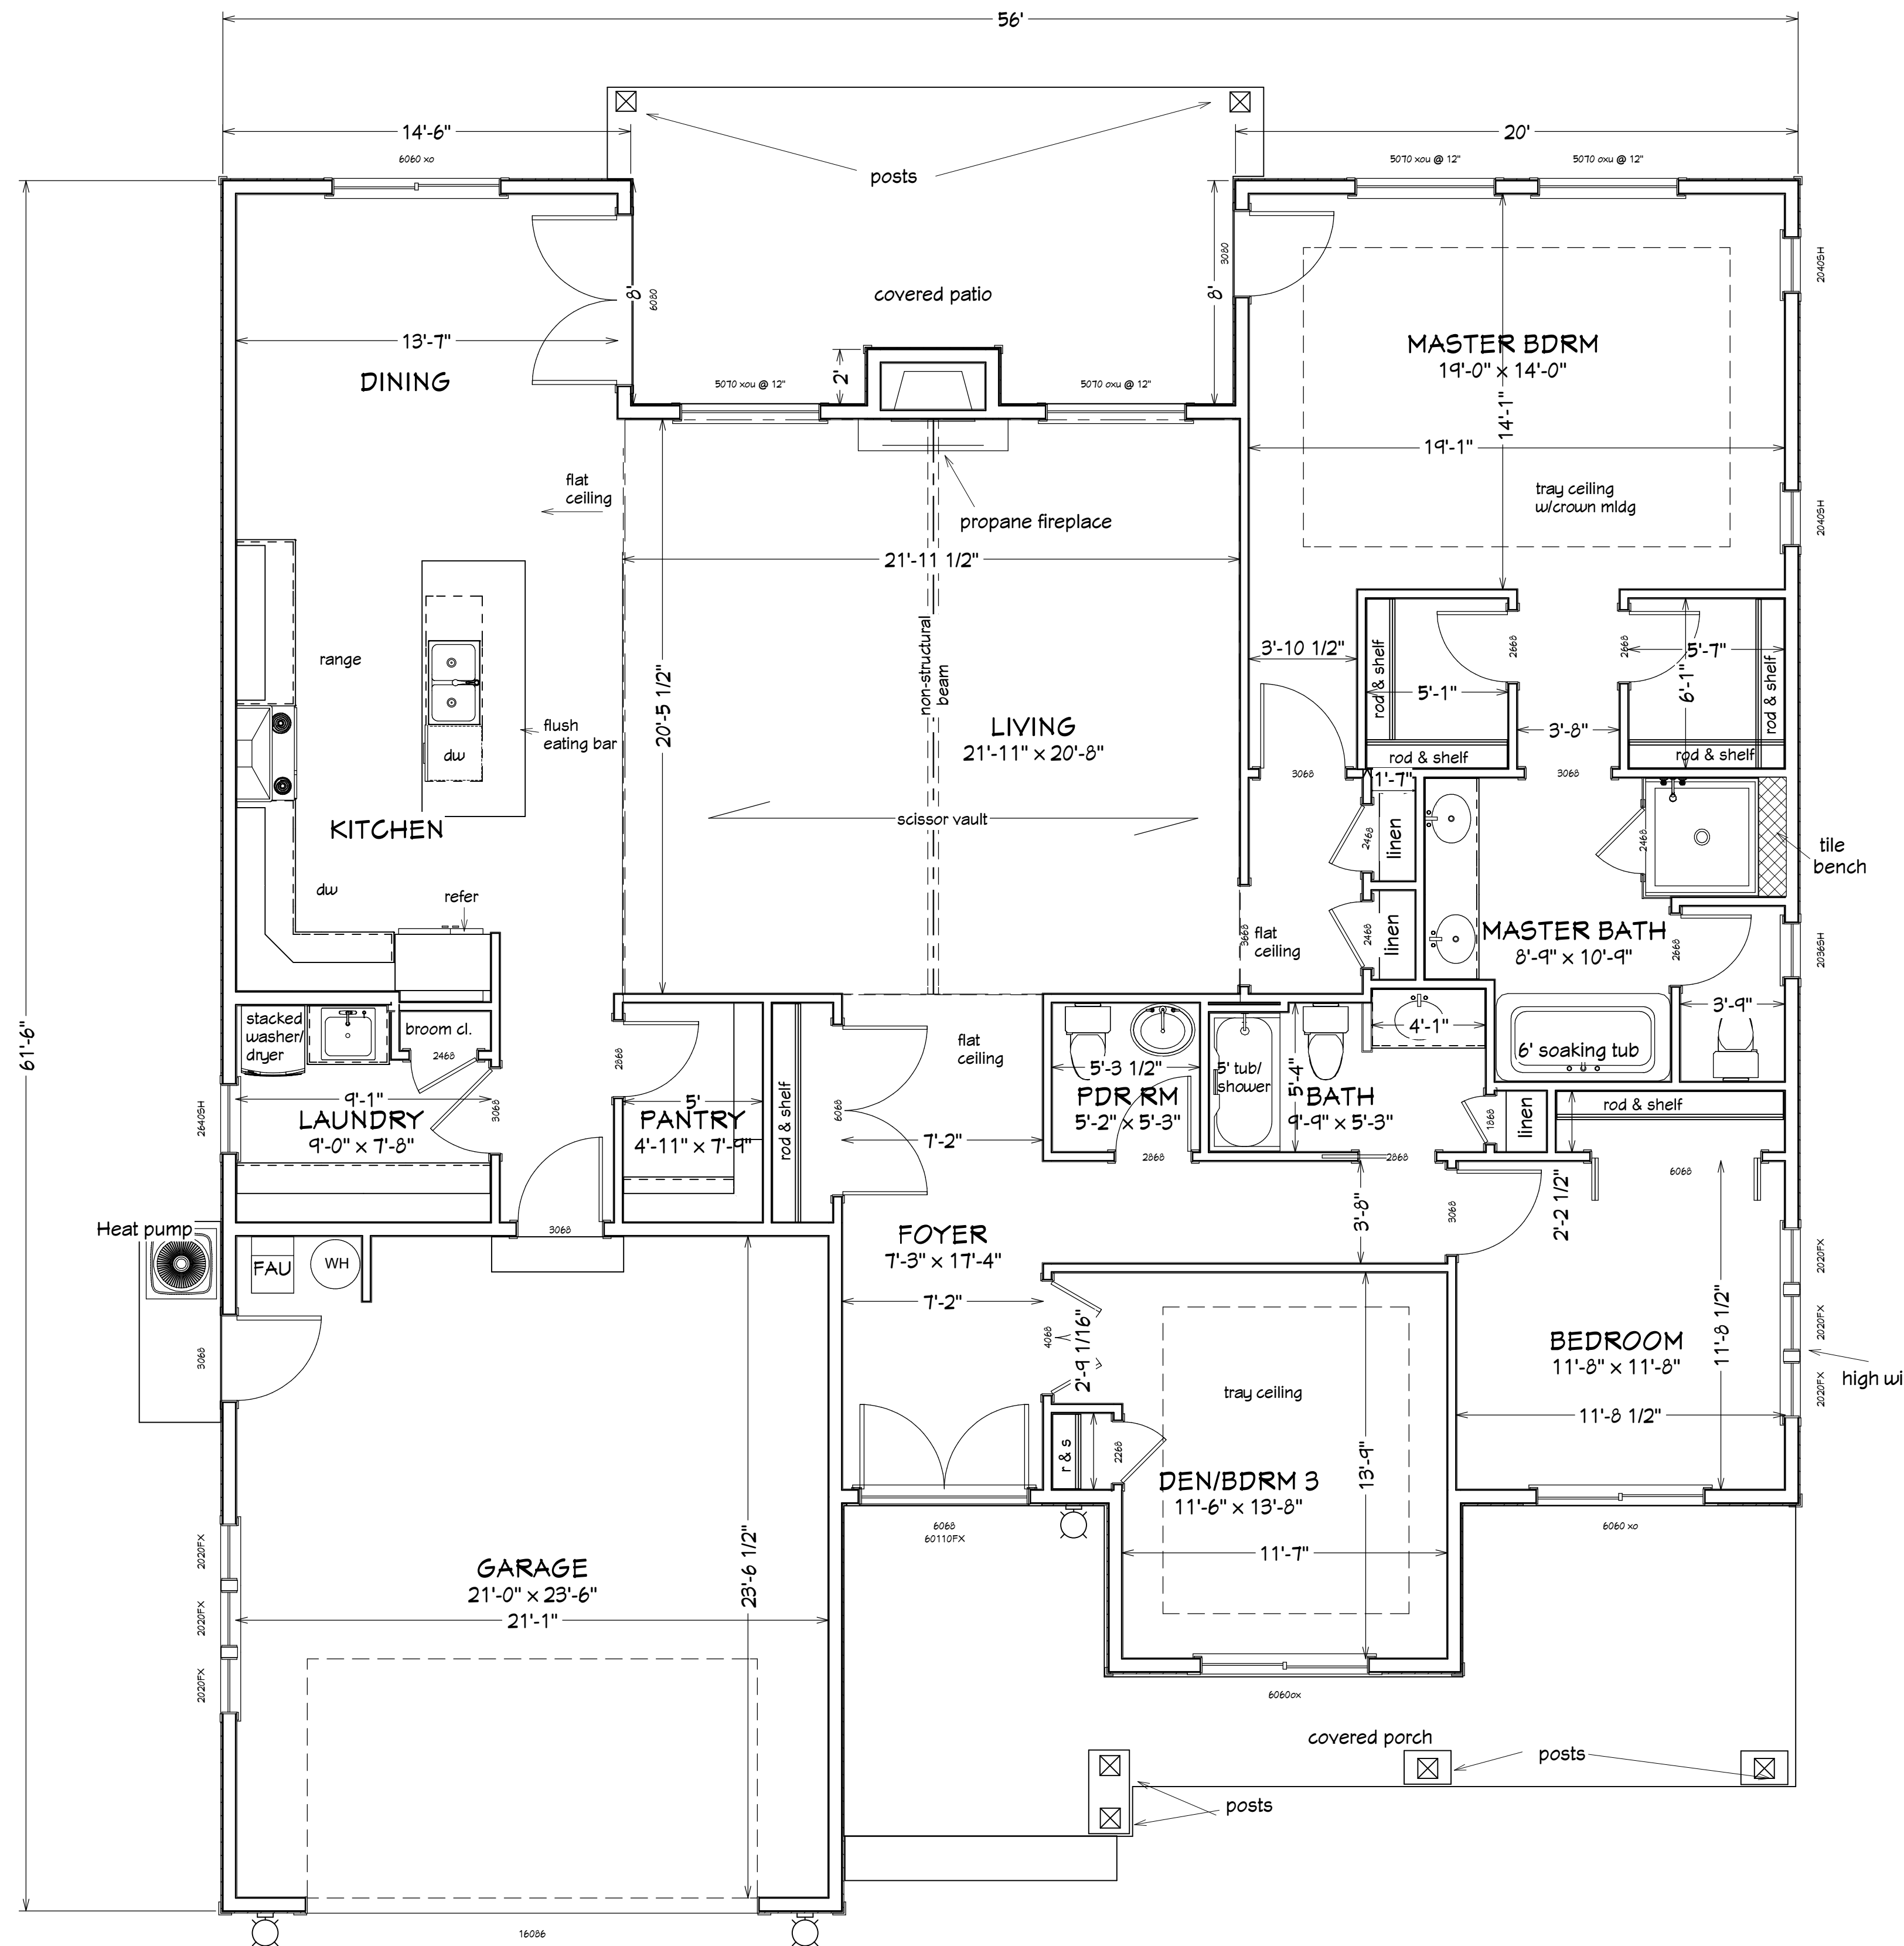 56'
14'-6"
20'
6060 xo
posts
5070 xou @ 12"
5070 oxu @ 12"
8'
6080
covered patio
8'
3080
2040SH
13'-7"
DINING
5070 xou @ 12"
2'
5070 oxu @ 12"
MASTER BDRM
19'-0" x 14'-0"
14'-1"
19'-1"
flat
ceiling
propane fireplace
tray ceiling
w/crown mldg
2040SH
21'-11 1/2"
range
20'-5 1/2"
non-structural
beam
3'-10 1/2"
rod & shelf
5'-1"
2668
2668
5'-7"
6'-1"
rod & shelf
flush
eating bar
dw
LIVING
21'-11" x 20'-8"
3'-8"
rod & shelf
rod & shelf
3068
1'-7"
3068
KITCHEN
scissor vault
2468
linen
2468
tile
bench
dw
refer
3668
flat
ceiling
2468
linen
MASTER BATH
8'-9" x 10'-9"
2668
2036SH
61'-6"
stacked
washer/
dryer
broom cl.
2468
2868
flat
ceiling
4'-1"
3'-9"
6' soaking tub
2640SH
9'-1"
LAUNDRY
9'-0" x 7'-8"
3068
5'
PANTRY
4'-11" x 7'-9"
rod & shelf
6068
7'-2"
5'-3 1/2"
PDR RM
5'-2" x 5'-3"
5' tub/
shower
5'-4"
BATH
9'-9" x 5'-3"
1868
linen
rod & shelf
2868
2868
6068
Heat pump
3068
FAU
WH
FOYER
7'-3" x 17'-4"
3'-8"
3068
2'-2 1/2"
2020FX
7'-2"
4068
2'-9 1/16"
3068
BEDROOM
11'-8" x 11'-8"
11'-8 1/2"
2020FX
high wi
2020FX
tray ceiling
11'-8 1/2"
r & s
2268
13'-9"
DEN/BDRM 3
11'-6" x 13'-8"
6068
60110FX
6060 xo
2020FX
GARAGE
21'-0" x 23'-6"
21'-1"
23'-6 1/2"
11'-7"
2020FX
2020FX
6060ox
covered porch
posts
posts
16086